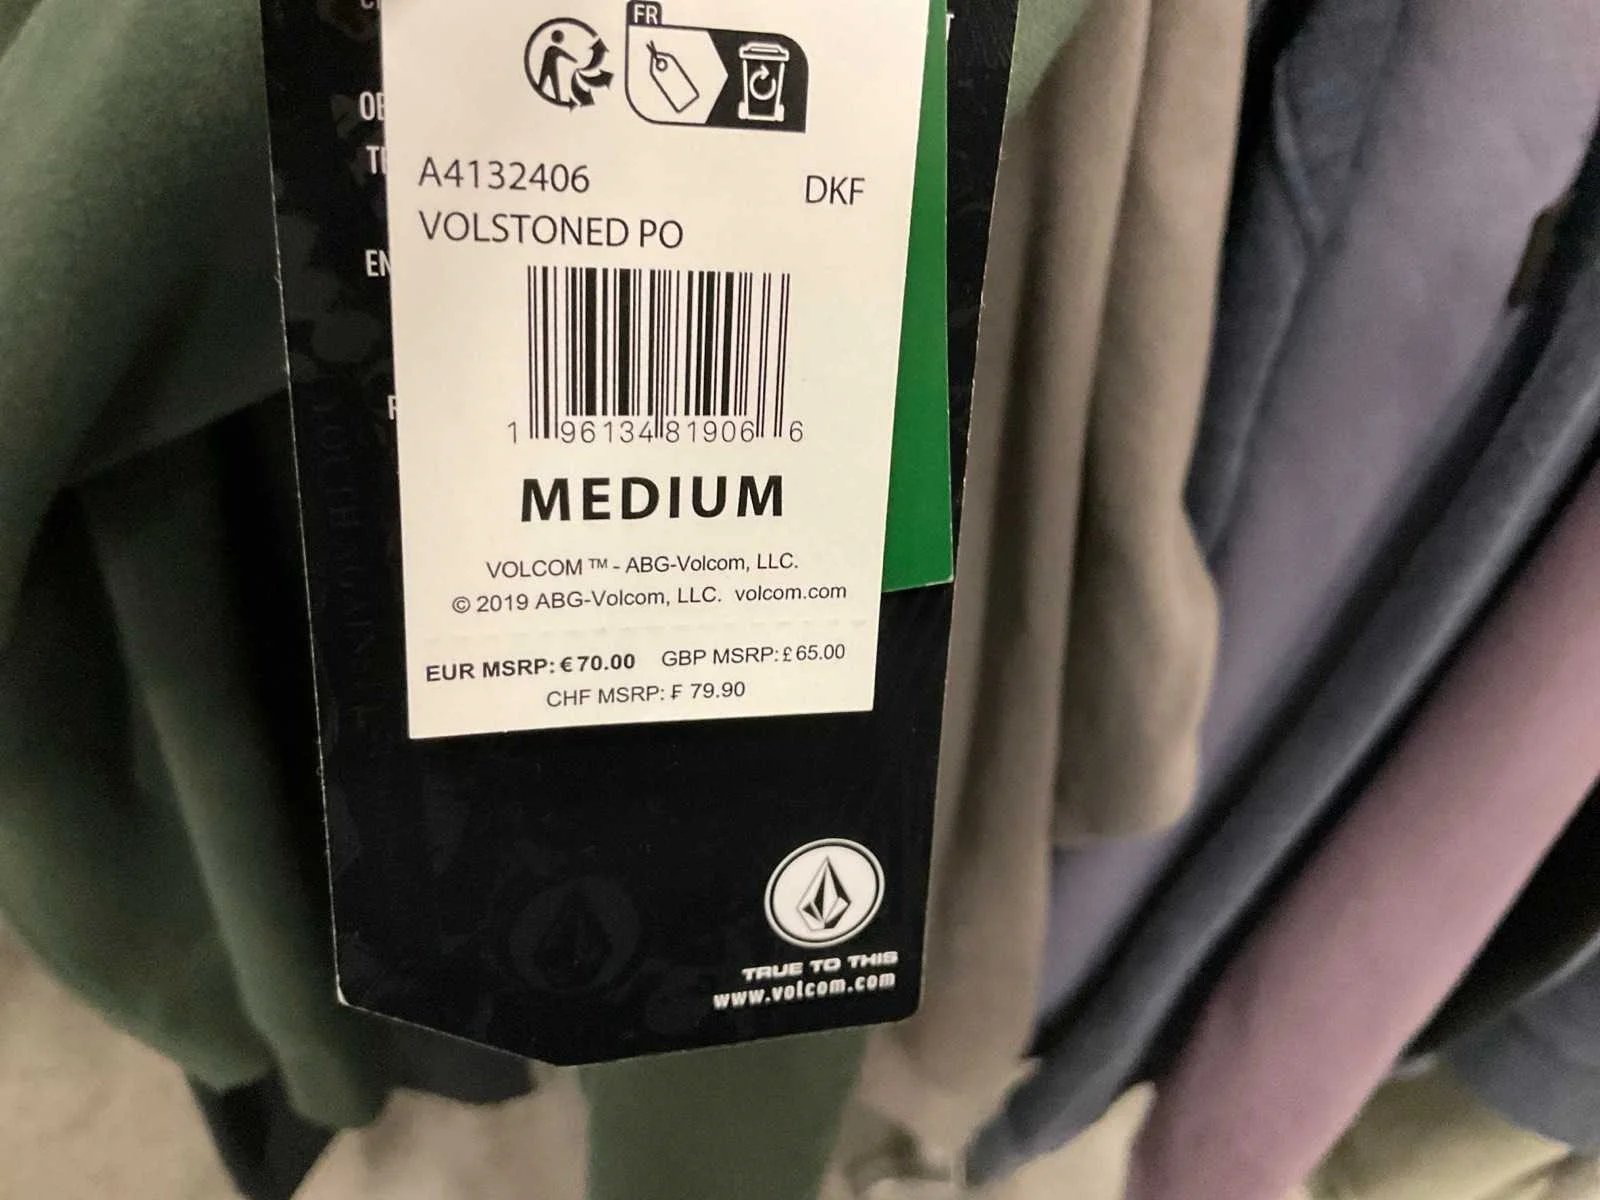 FR
A4132406 DKF
VOLSTONED PO
1 96134 81906 6
MEDIUM
VOLCOM ™ - ABG-Volcom, LLC.
© 2019 ABG-Volcom, LLC. volcom.com
EUR MSRP: € 70.00 GBP MSRP: £ 65.00
CHF MSRP: ₣ 79.90
TRUE TO THIS
www.volcom.com